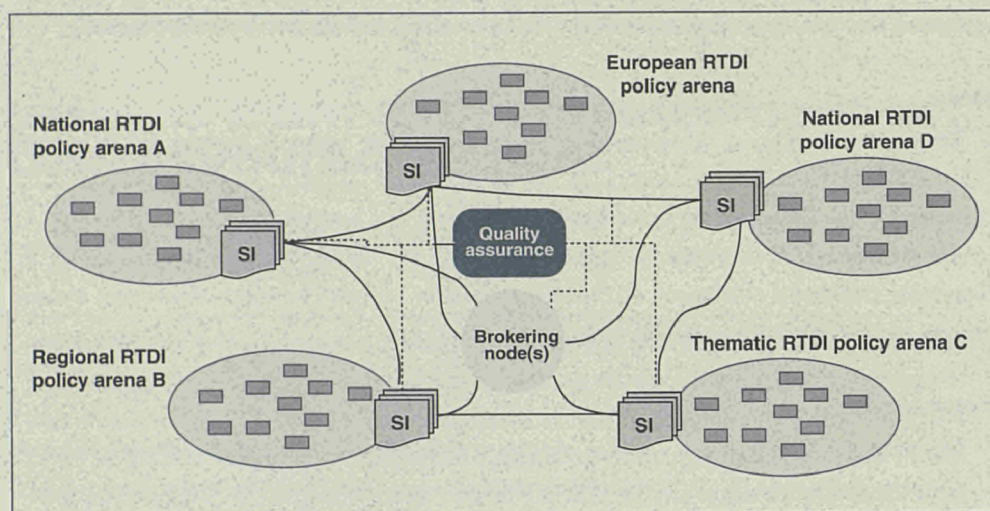 European RTDI
policy arena
National RTDI
policy arena A
National RTDI
policy arena D
SI
SI
SI
Quality
assurance
Brokering
node(s)
Regional RTDI
policy arena B
Thematic RTDI policy arena C
SI
SI